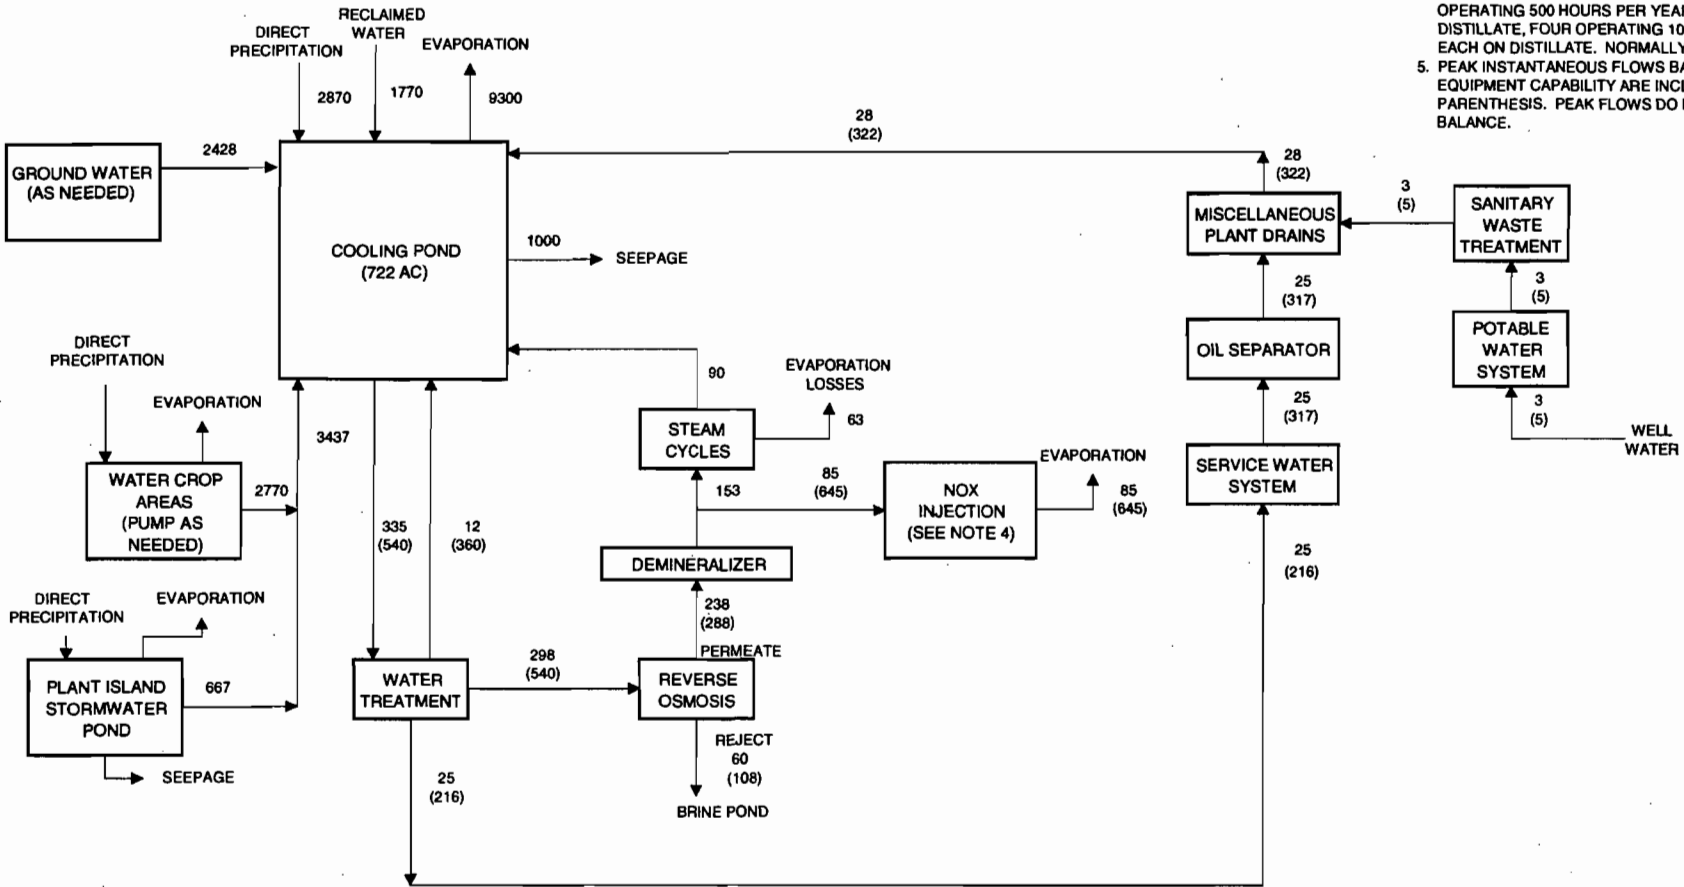 OPERATING 500 HOURS PER YEAR
DISTILLATE, FOUR OPERATING 10
EACH ON DISTILLATE. NORMALLY
5. PEAK INSTANTANEOUS FLOWS BA
EQUIPMENT CAPABILITY ARE INCL
PARENTHESIS. PEAK FLOWS DO
BALANCE.
RECLAIMED
WATER
DIRECT
PRECIPITATION
EVAPORATION
2870
1770
9300
GROUND WATER
(AS NEEDED)
2428
COOLING POND
(722 AC)
1000
SEEPAGE
28
(322)
28
(322)
MISCELLANEOUS
PLANT DRAINS
3
(5)
SANITARY
WASTE
TREATMENT
25
(317)
3
(5)
OIL SEPARATOR
POTABLE
WATER
SYSTEM
25
(317)
3
(5)
WELL
WATER
SERVICE WATER
SYSTEM
25
(216)
DIRECT
PRECIPITATION
EVAPORATION
WATER CROP
AREAS
(PUMP AS
NEEDED)
2770
3437
DIRECT
PRECIPITATION
EVAPORATION
PLANT ISLAND
STORMWATER
POND
667
SEEPAGE
335
(540)
12
(360)
WATER
TREATMENT
298
(540)
25
(216)
REVERSE
OSMOSIS
PERMEATE
238
(288)
REJECT
60
(108)
BRINE POND
DEMINERALIZER
153
85
(645)
STEAM
CYCLES
90
EVAPORATION
LOSSES
63
NOX
INJECTION
(SEE NOTE 4)
EVAPORATION
85
(645)